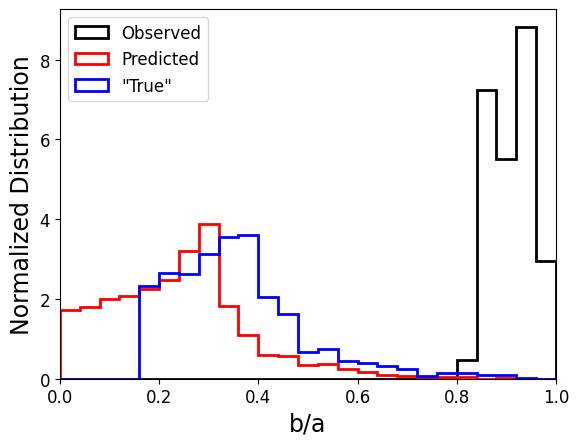 Observed
Predicted
"True"
Normalized Distribution
8
6
4
2
0
0.0 0.2 0.4 0.6 0.8 1.0
b/a